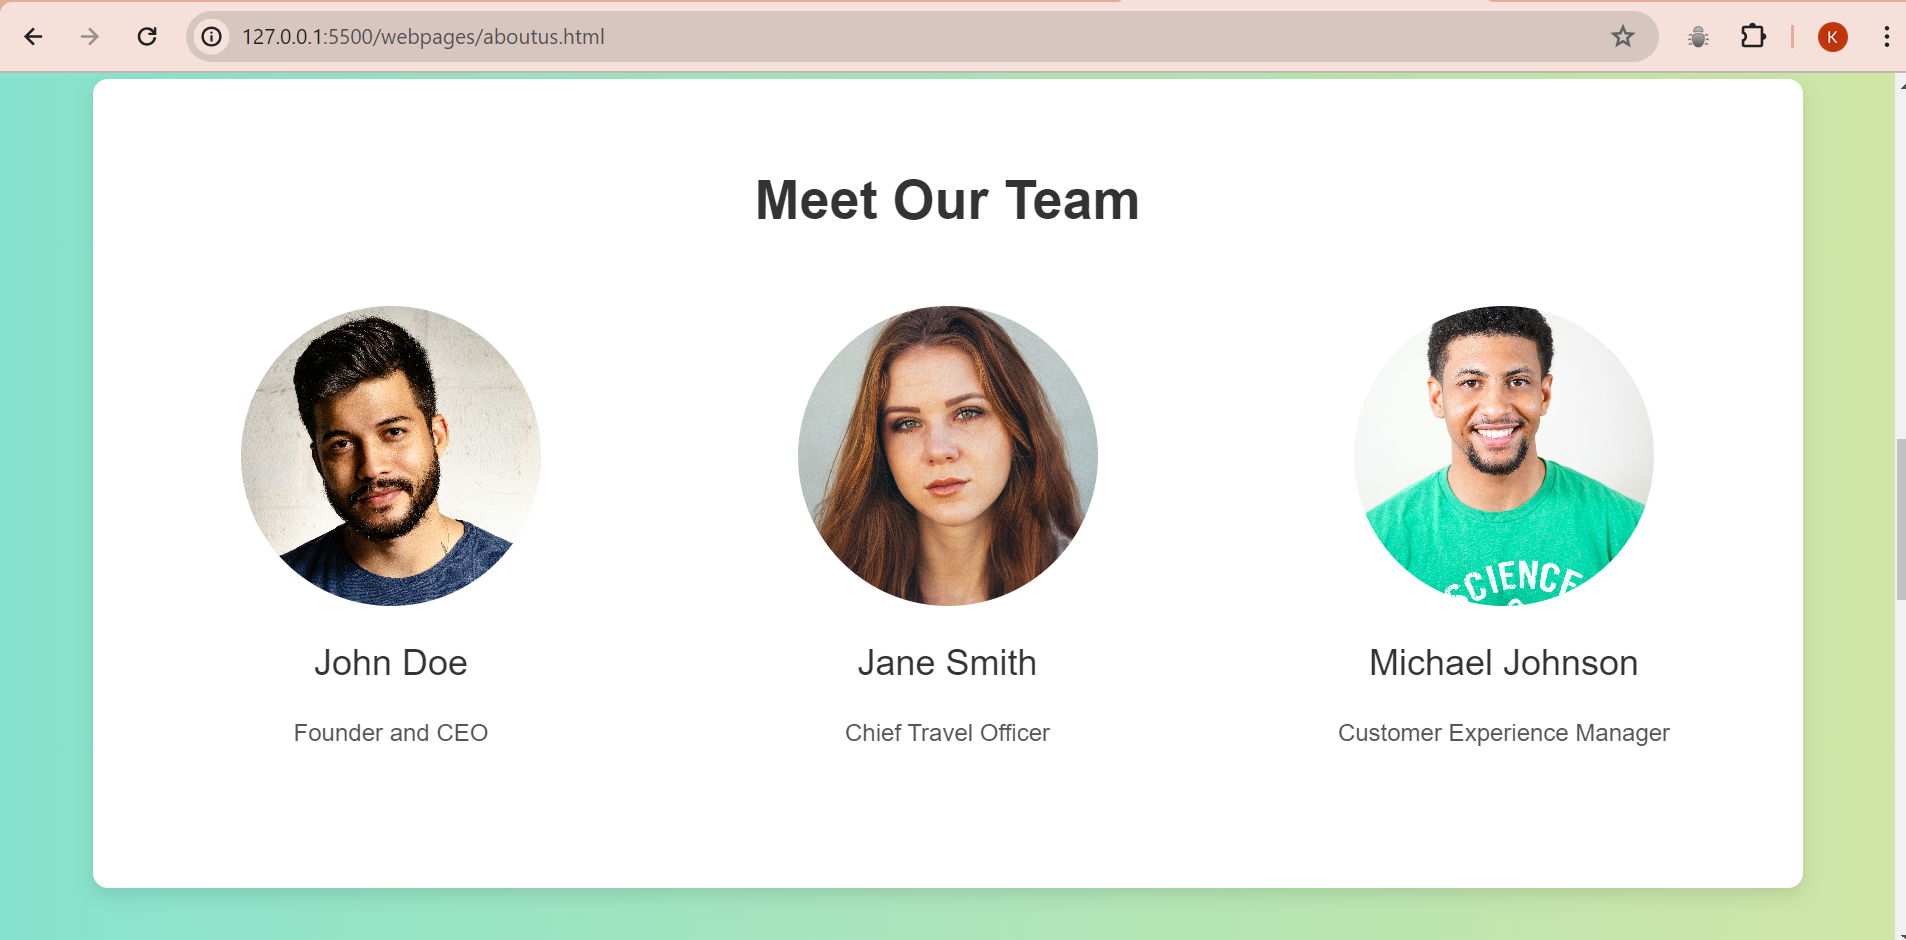 127.0.0.1:5500/webpages/aboutus.html
K
Meet Our Team
SCIENCE
John Doe
Jane Smith
Michael Johnson
Founder and CEO
Chief Travel Officer
Customer Experience Manager